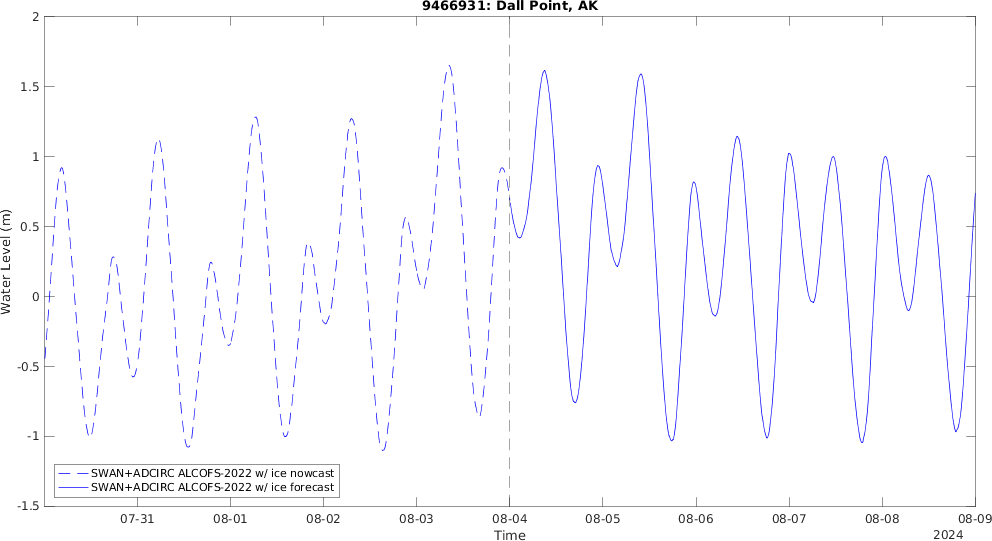 9466931: Dall Point, AK
2
1.5
1
0.5
0
-0.5
-1
-1.5
Water Level (m)
SWAN+ADCIRC ALCOFS-2022 w/ ice nowcast
SWAN+ADCIRC ALCOFS-2022 w/ ice forecast
07-31 08-01 08-02 08-03 08-04 08-05 08-06 08-07 08-08 08-09
Time
2024